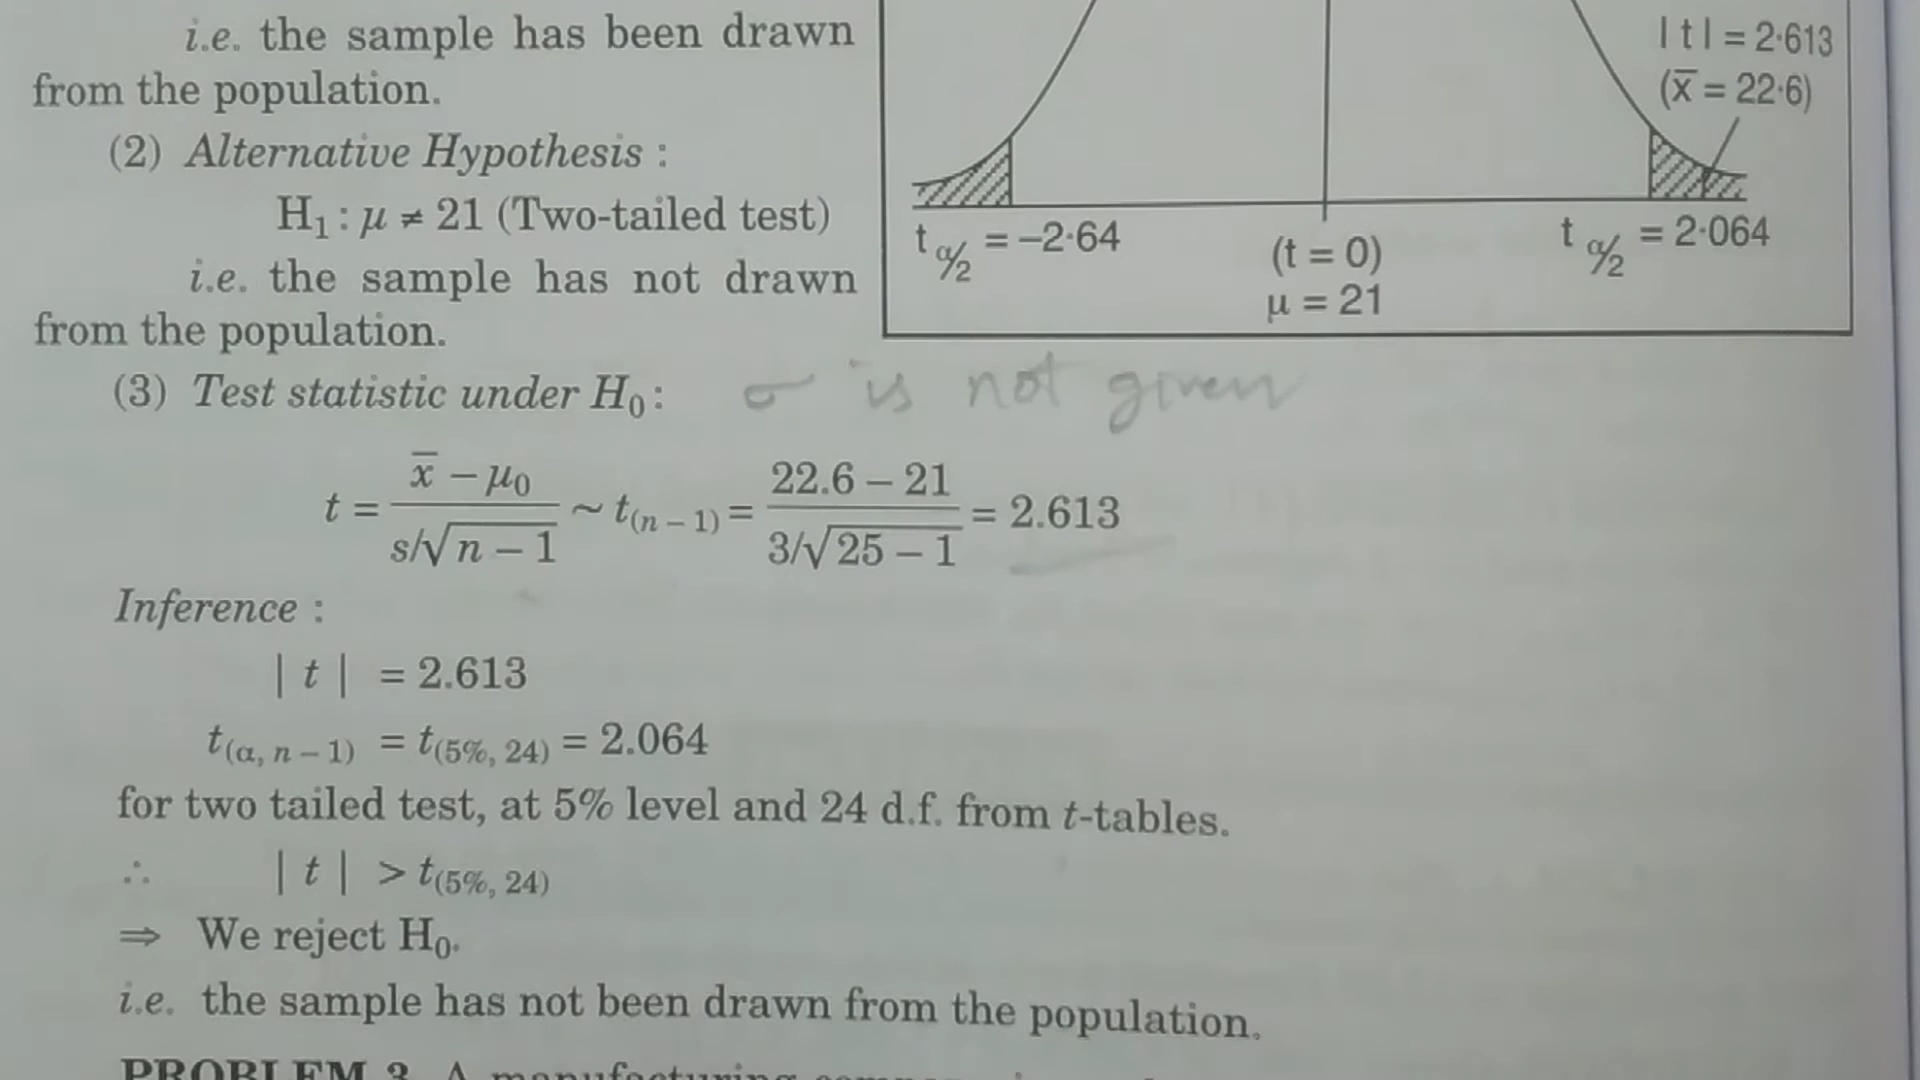 i.e. the sample has been drawn
from the population.
(2) Alternative Hypothesis :
H₁ : μ ≠ 21 (Two-tailed test)
i.e. the sample has not drawn
from the population.
|t| = 2·613
(x̄ = 22·6)
t α/2 = –2·64
(t = 0)
μ = 21
t α/2 = 2·064
(3) Test statistic under H₀ :
σ is not given
t = (x̄ – μ₀)/(s/√(n – 1)) ~ t₍ₙ ₋ ₁₎ = (22.6 – 21)/(3/√(25 – 1)) = 2.613
Inference :
| t | = 2.613
t(α, n – 1) = t(5%, 24) = 2.064
for two tailed test, at 5% level and 24 d.f. from t-tables.
∴ | t | > t(5%, 24)
⇒ We reject H₀.
i.e. the sample has not been drawn from the population.
PROBLEM 3. A manufacturing